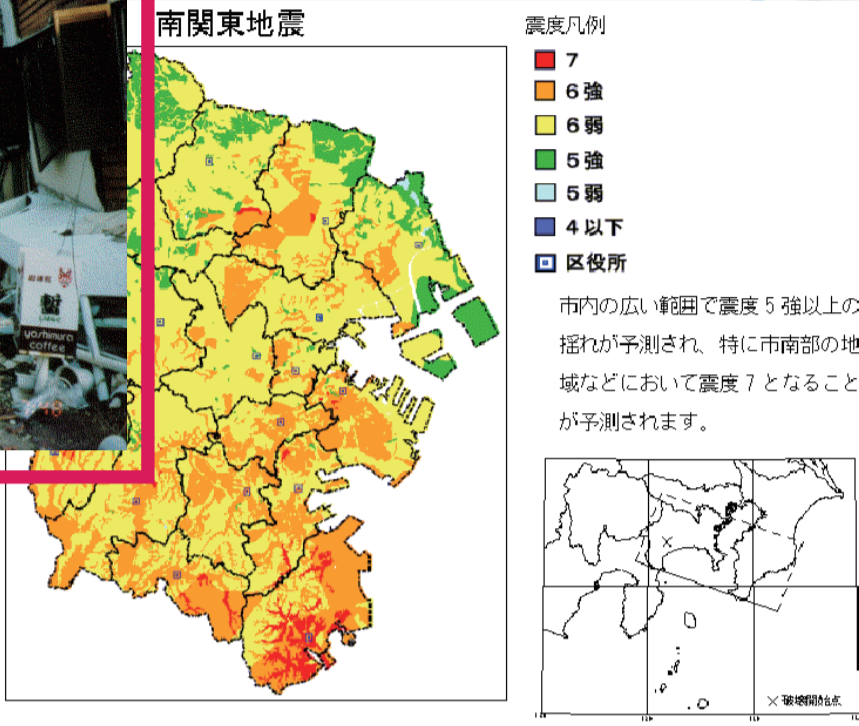 南関東地震
震度凡例
7
6強
6弱
5強
5弱
4以下
区役所
市内の広い範囲で震度5強以上の
揺れが予測され、特に市南部の地
域などにおいて震度7となること
が予測されます。
yoshimura
coffee
×破壊開始点